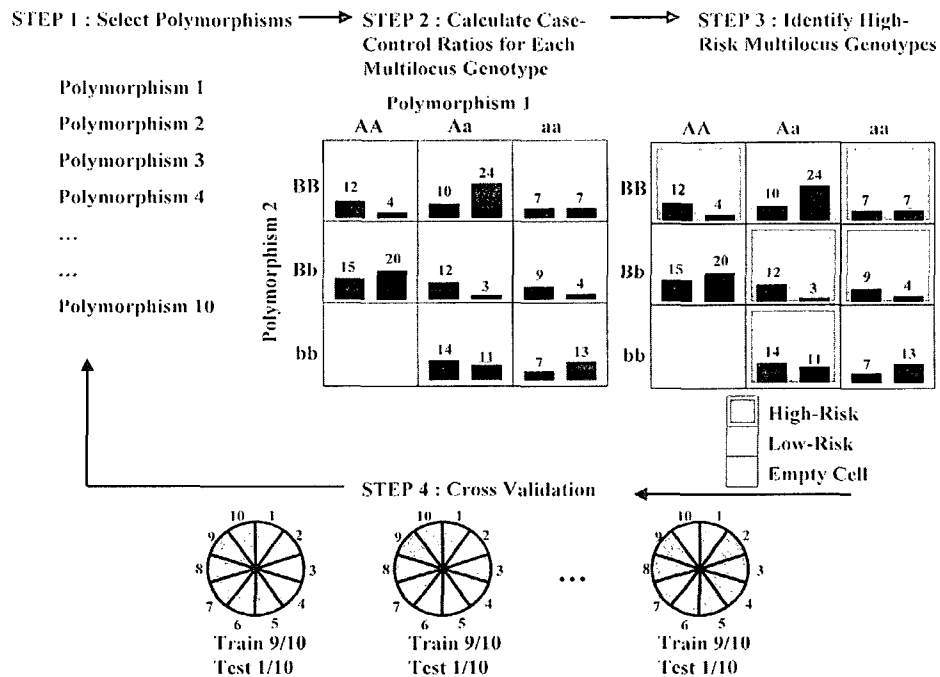 STEP 1 : Select Polymorphisms
STEP 2 : Calculate Case-
Control Ratios for Each
Multilocus Genotype
STEP 3 : Identify High-
Risk Multilocus Genotypes
Polymorphism 1
Polymorphism 2
Polymorphism 3
Polymorphism 4
...
...
Polymorphism 10
Polymorphism 1
AA Aa aa
Polymorphism 2
BB 12 4 10 24 7 7
Bb 15 20 12 3 9 4
bb 14 11 7 13
AA Aa aa
BB 12 4 10 24 7 7
Bb 15 20 12 3 9 4
bb 14 11 7 13
High-Risk
Low-Risk
Empty Cell
STEP 4 : Cross Validation
1 2 3 4 5 6 7 8 9 10
Train 9/10
Test 1/10
1 2 3 4 5 6 7 8 9 10
Train 9/10
Test 1/10
...
1 2 3 4 5 6 7 8 9 10
Train 9/10
Test 1/10